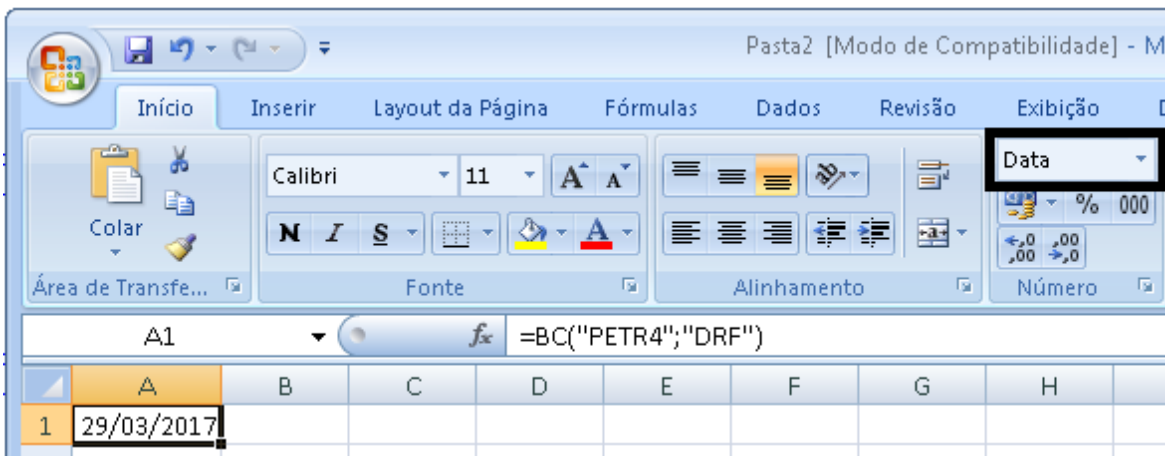 Pasta2 [Modo de Compatibilidade] - M
Início Inserir Layout da Página Fórmulas Dados Revisão Exibição
Colar
Calibri 11 A A
Data
% 000
N I S A
a
,0 ,00
,00 ,0
Área de Transfe... Fonte Alinhamento Número
A1 fx =BC("PETR4";"DRF")
A B C D E F G H
1 29/03/2017